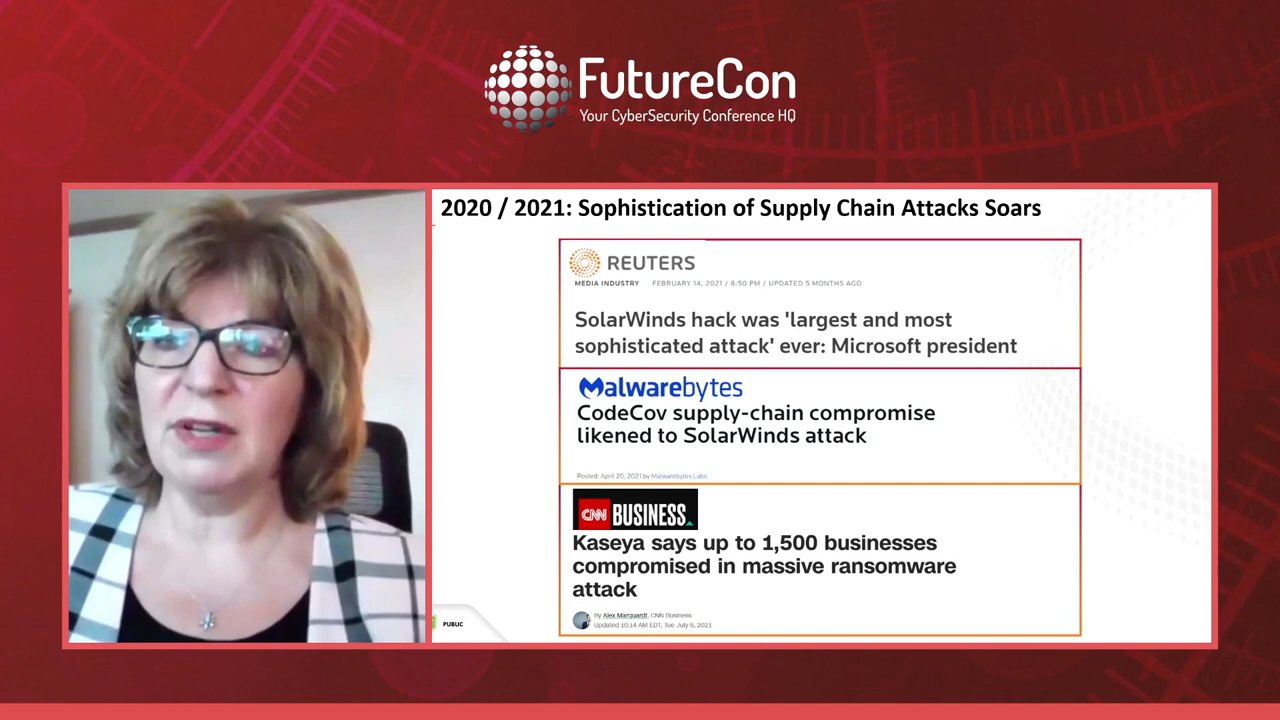 FutureCon
Your CyberSecurity Conference HQ
2020 / 2021: Sophistication of Supply Chain Attacks Soars
REUTERS
MEDIA INDUSTRY FEBRUARY 14, 2021 / 8:50 PM / UPDATED 5 MONTHS AGO
SolarWinds hack was 'largest and most
sophisticated attack' ever: Microsoft president
Malwarebytes
CodeCov supply-chain compromise
likened to SolarWinds attack
Posted: April 20, 2021 by Malwarebytes Labs
CNN BUSINESS
Kaseya says up to 1,500 businesses
compromised in massive ransomware
attack
By Alex Marquardt, CNN Business
Updated 10:14 AM EDT, Tue July 6, 2021
PUBLIC